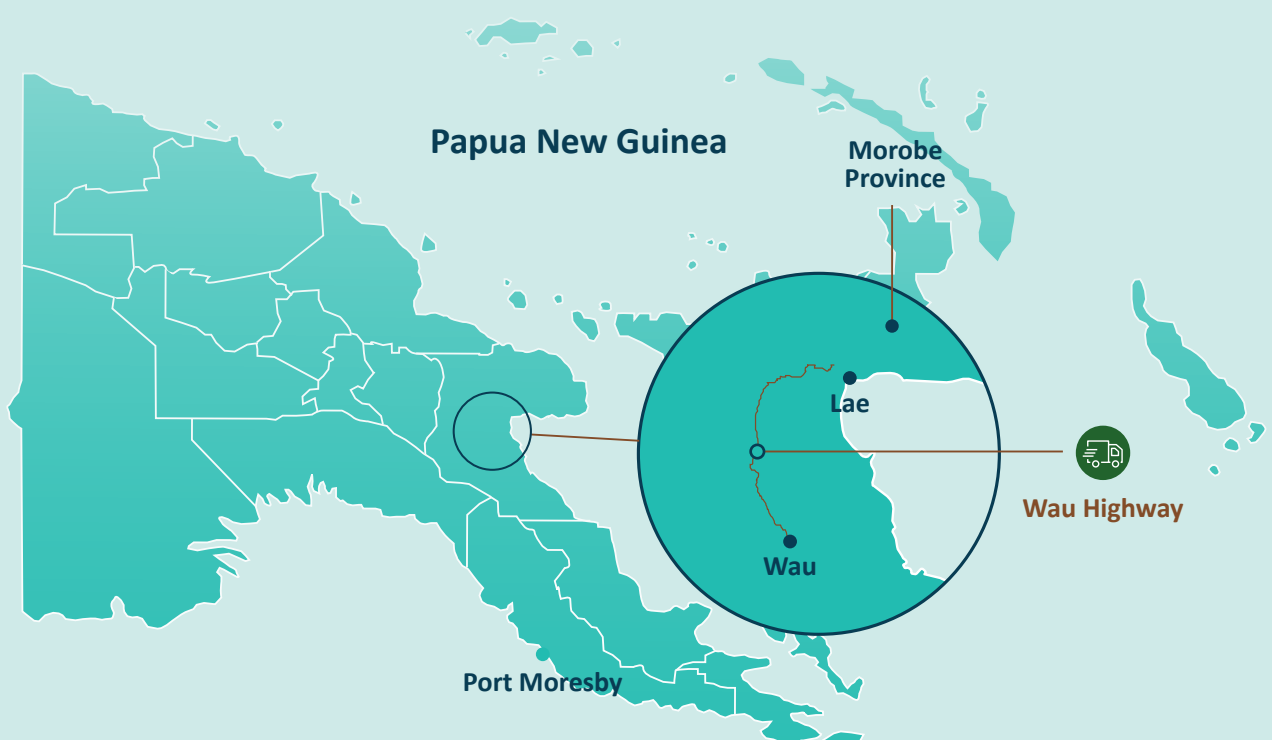 Papua New Guinea
Morobe
Province
Lae
Wau Highway
Wau
Port Moresby